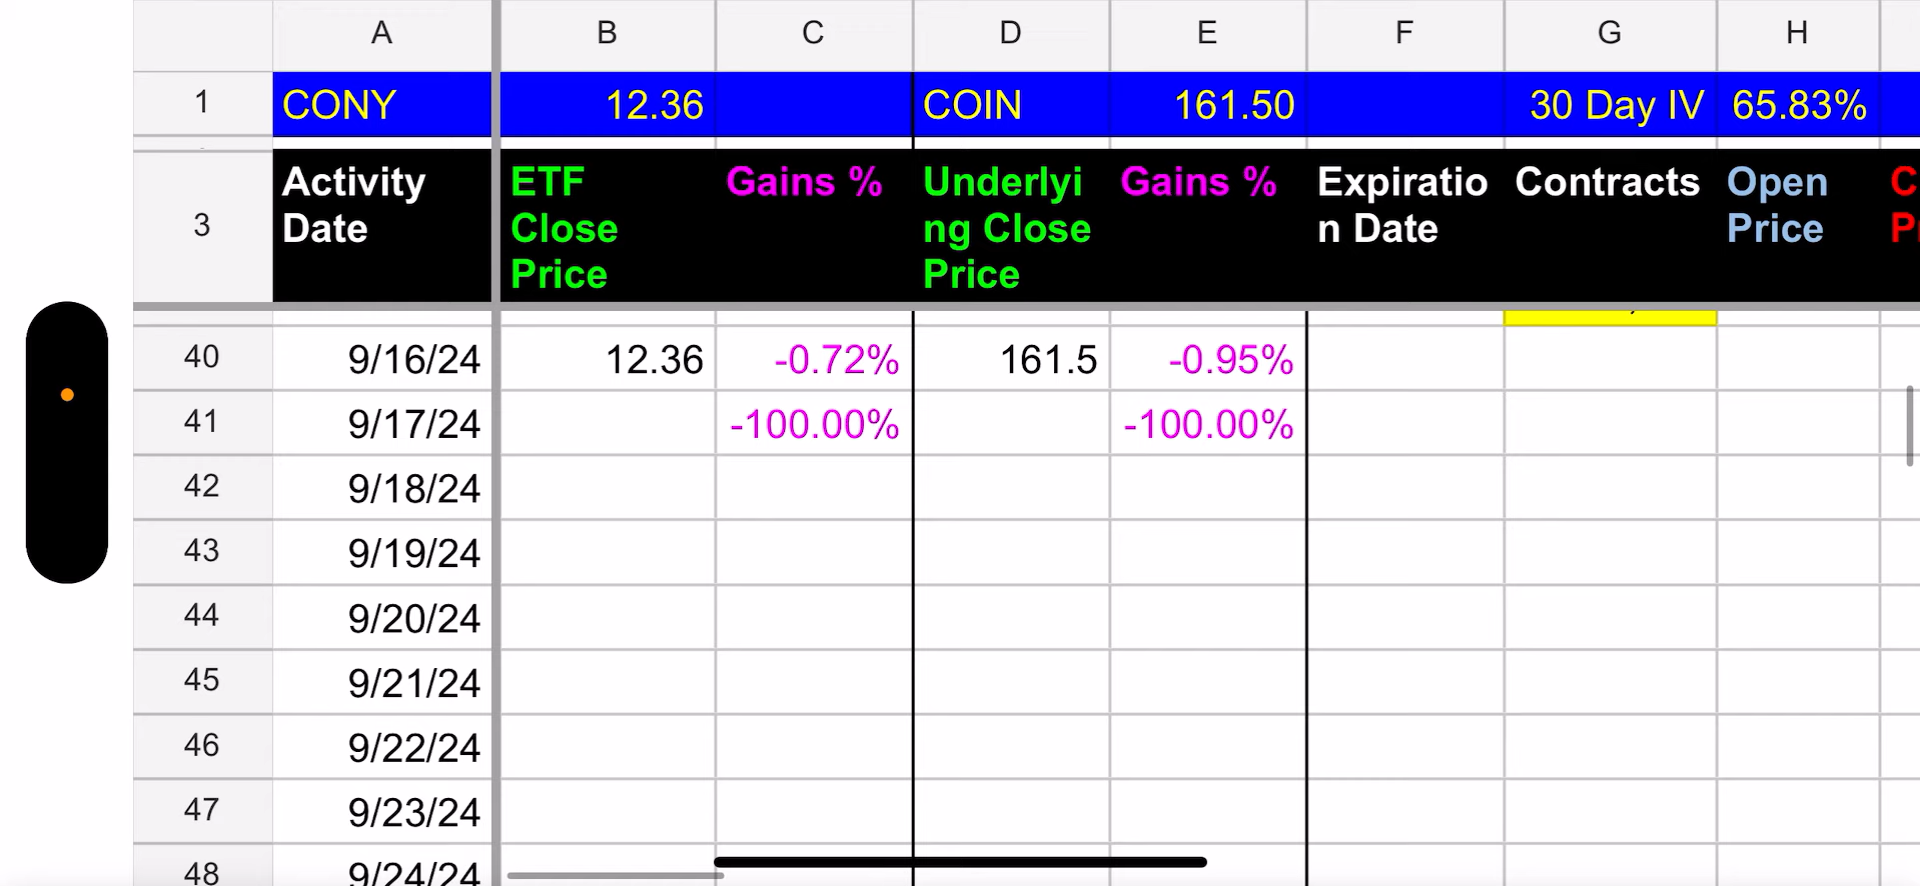 A B C D E F G H
1 CONY 12.36 COIN 161.50 30 Day IV 65.83%
3 Activity Date ETF Close Price Gains % Underlying Close Price Gains % Expiration Date Contracts Open Price
40 9/16/24 12.36 -0.72% 161.5 -0.95%
41 9/17/24 -100.00% -100.00%
42 9/18/24
43 9/19/24
44 9/20/24
45 9/21/24
46 9/22/24
47 9/23/24
48 9/24/24